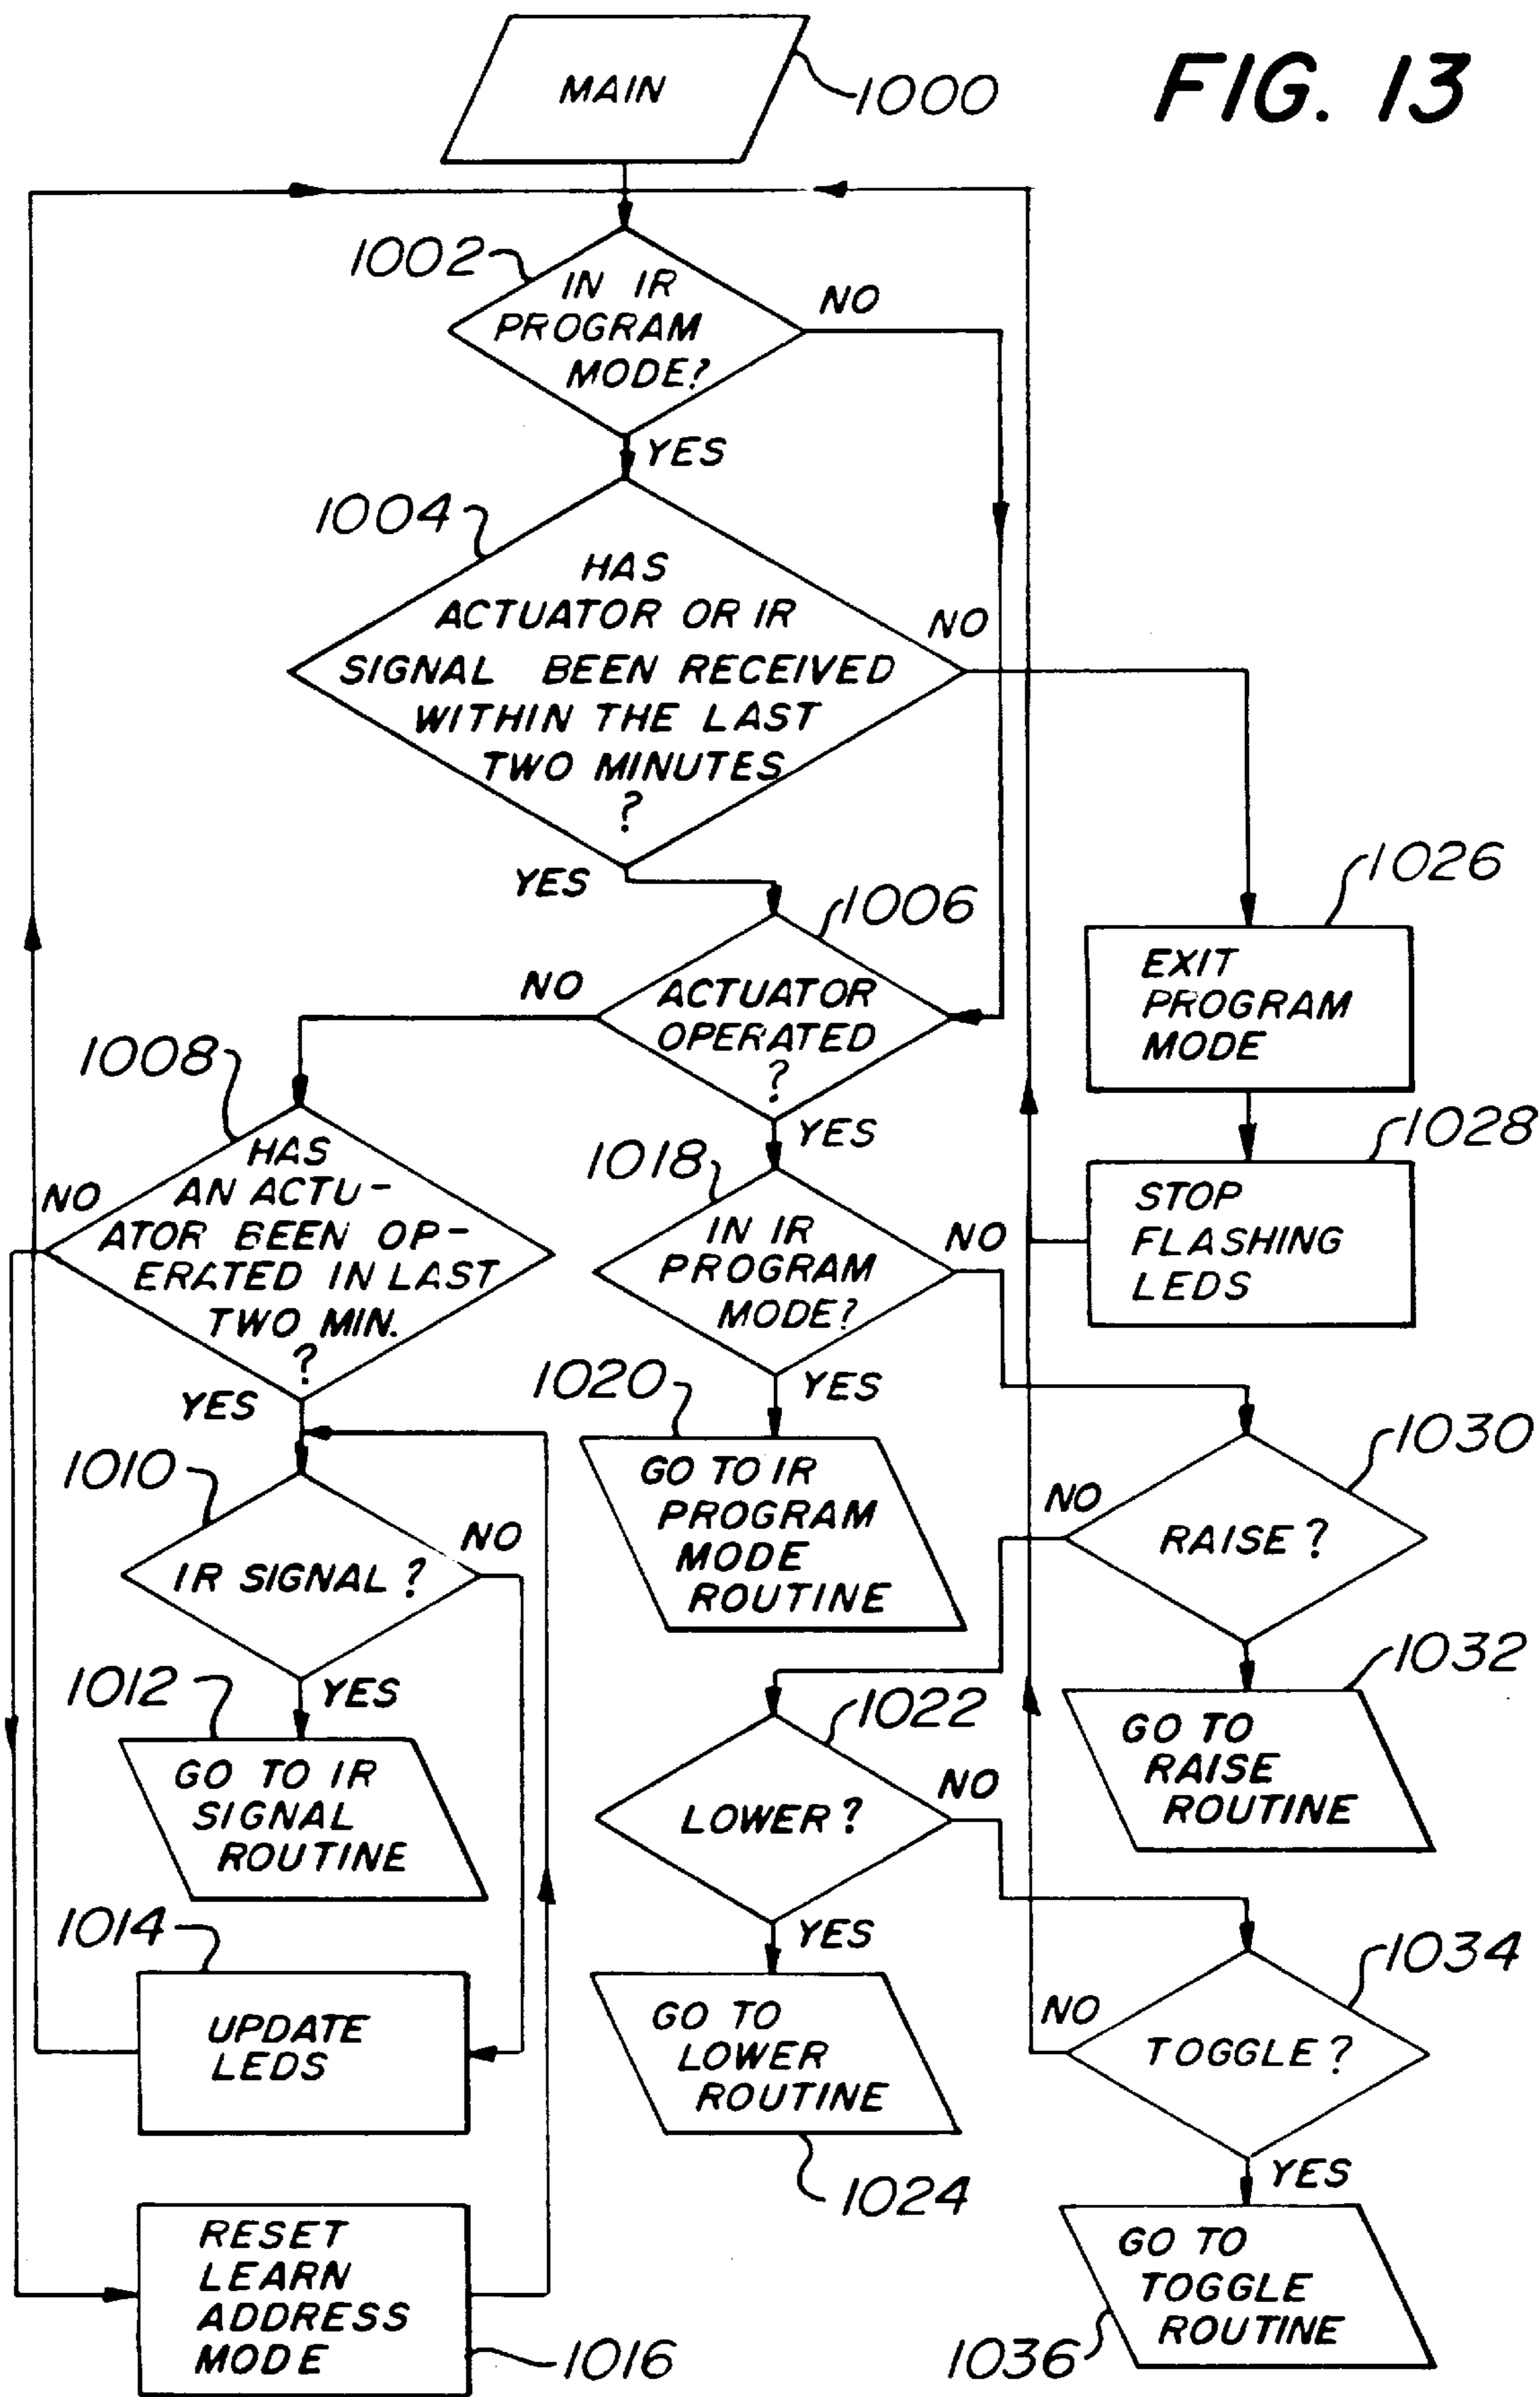 FIG. 13
MAIN
1000
1002
IN IR
PROGRAM
MODE?
NO
YES
1004
HAS
ACTUATOR OR IR
SIGNAL BEEN RECEIVED
WITHIN THE LAST
TWO MINUTES
?
NO
YES
1006
ACTUATOR
OPERATED
?
NO
YES
1026
EXIT
PROGRAM
MODE
1028
STOP
FLASHING
LEDS
1008
HAS
AN ACTU-
ATOR BEEN OP-
ERATED IN LAST
TWO MIN.
?
NO
YES
1018
IN IR
PROGRAM
MODE?
NO
YES
1020
GO TO IR
PROGRAM
MODE
ROUTINE
1030
RAISE?
NO
1032
GO TO
RAISE
ROUTINE
1010
IR SIGNAL?
NO
YES
1012
GO TO IR
SIGNAL
ROUTINE
1022
LOWER?
NO
YES
GO TO
LOWER
ROUTINE
1024
1014
UPDATE
LEDS
1034
TOGGLE?
NO
YES
GO TO
TOGGLE
ROUTINE
1036
RESET
LEARN
ADDRESS
MODE
1016